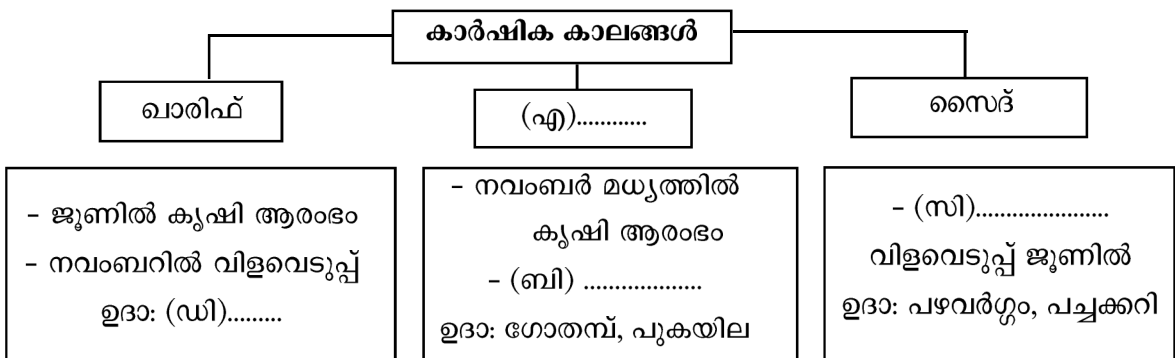 കാർഷിക കാലങ്ങൾ
ഖാരിഫ്
(എ)............
സൈദ്
- ജൂണിൽ കൃഷി ആരംഭം
- നവംബറിൽ വിളവെടുപ്പ്
ഉദാ: (ഡി).........
- നവംബർ മധ്യത്തിൽ
കൃഷി ആരംഭം
- (ബി) ...................
ഉദാ: ഗോതമ്പ്, പുകയില
- (സി)......................
വിളവെടുപ്പ് ജൂണിൽ
ഉദാ: പഴവർഗ്ഗം, പച്ചക്കറി